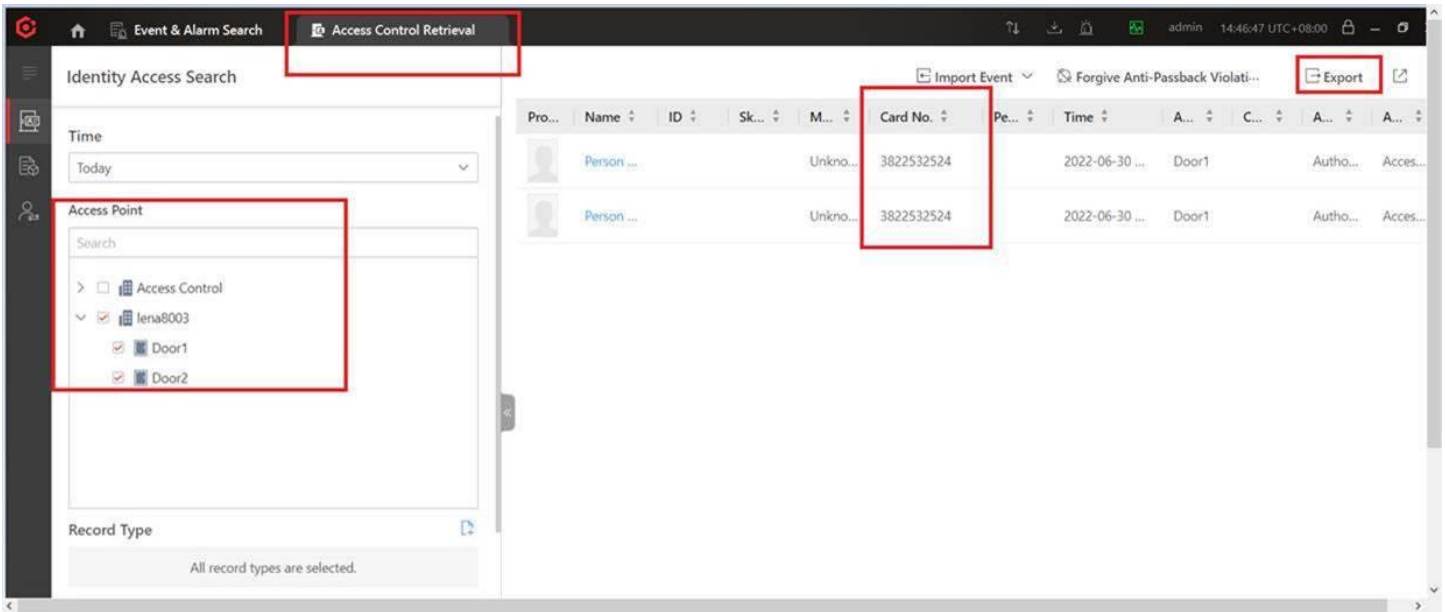 Event & Alarm Search Access Control Retrieval admin 14:46:47 UTC+08:00
Identity Access Search
Import Event Forgive Anti-Passback Violati... Export
Time
Today
Access Point
Search
Access Control
lena8003
Door1
Door2
Record Type
All record types are selected.
Pro... Name ID Sk... M... Card No. Pe... Time A... C... A... A...
Person ... Unkno... 3822532524 2022-06-30 ... Door1 Autho... Acces...
Person ... Unkno... 3822532524 2022-06-30 ... Door1 Autho... Acces...